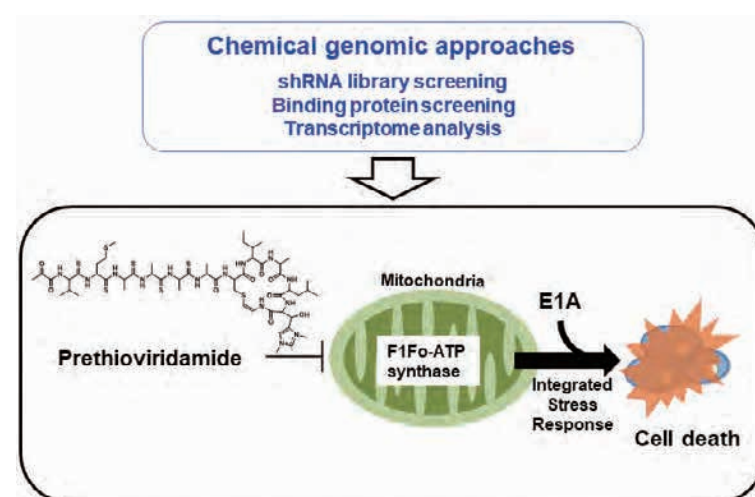 Chemical genomic approaches
shRNA library screening
Binding protein screening
Transcriptome analysis
Mitochondria
E1A
Prethioviridamide
F1Fo-ATP
synthase
Integrated
Stress
Response
Cell death